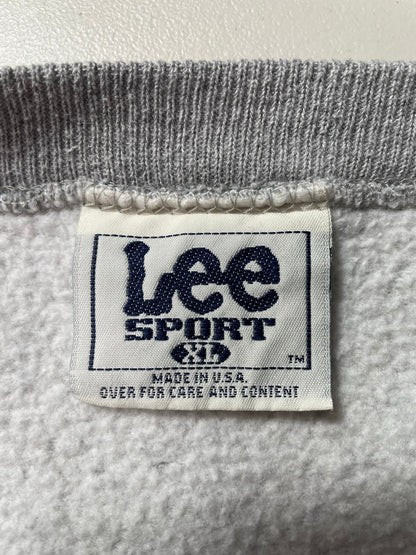 Lee
SPORT
XL
TM
MADE IN U.S.A.
OVER FOR CARE AND CONTENT